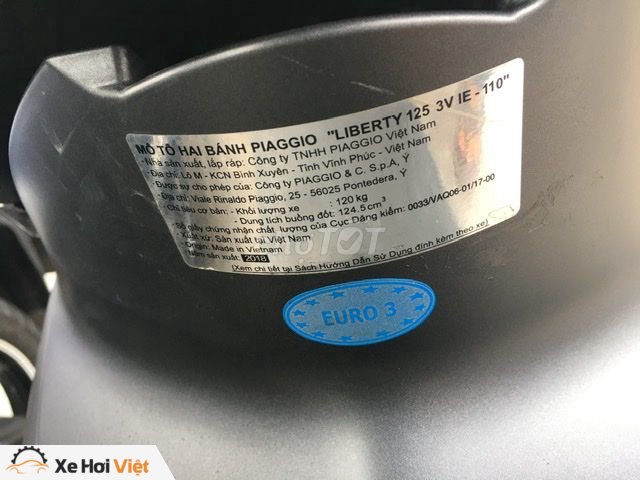 MÔ TÔ HAI BÁNH PIAGGIO "LIBERTY 125 3V IE - 110"
- Nhà sản xuất, lắp ráp: Công ty TNHH PIAGGIO Việt Nam
- Địa chỉ: Lô M - KCN Bình Xuyên - Tỉnh Vĩnh Phúc - Việt Nam
- Được sự cho phép của: Công ty PIAGGIO & C. S.p.A, Ý
- Địa chỉ: Viale Rinaldo Piaggio, 25 - 56025 Pontedera, Ý
- Chỉ tiêu cơ bản: - Khối lượng xe : 120 kg
- Dung tích buồng đốt: 124.5 cm³
- Số giấy chứng nhận chất lượng của Cục Đăng kiểm: 0033/VAQ06-01/17-00
- Xuất xứ: Sản xuất tại Việt Nam
- Origin: Made in Vietnam
- Năm sản xuất: 2018
(Xem chi tiết tại Sách Hướng Dẫn Sử Dụng đính kèm theo xe)
EURO 3
Xe Hơi Việt